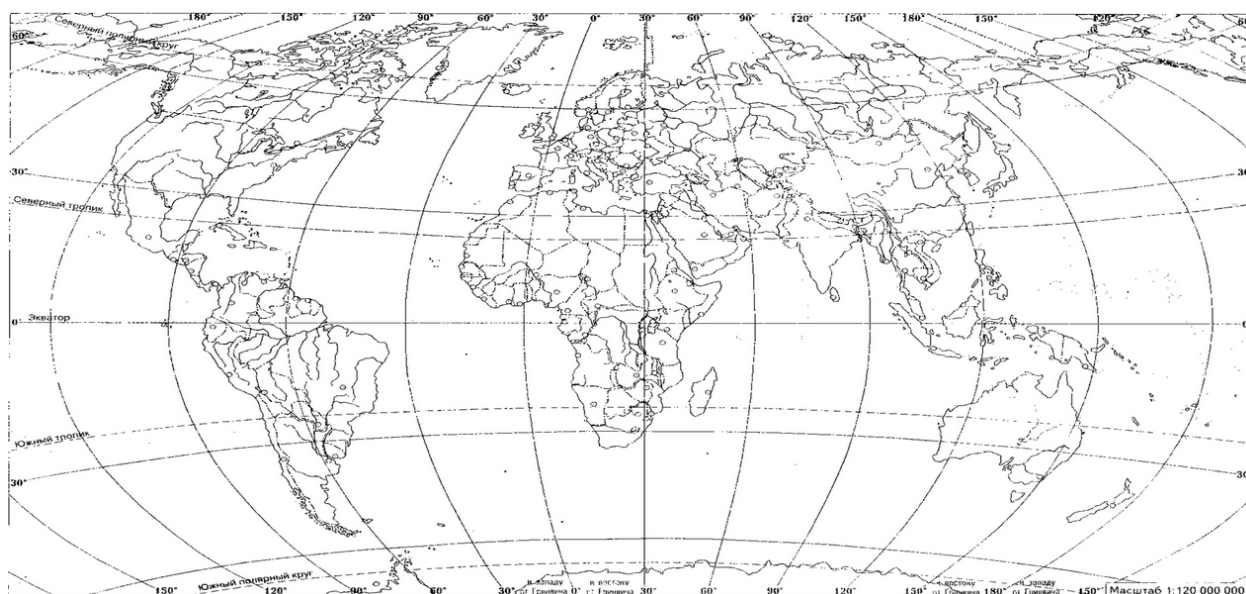 180° 150° 120° 90° 60° 30° 0° 30° 60° 90° 120° 150° 180° 150° 120°
Северный полярный круг
60°
30° 30°
Северный тропик
Экватор
0°
Южный тропик
30° 30°
Южный полярный круг
к западу к востоку к востоку к западу
от Гринвича от Гринвича от Гринвича от Гринвича
150° 120° 90° 60° 30° 0° 30° 60° 90° 120° 150° 180° 150° Масштаб 1:120 000 000